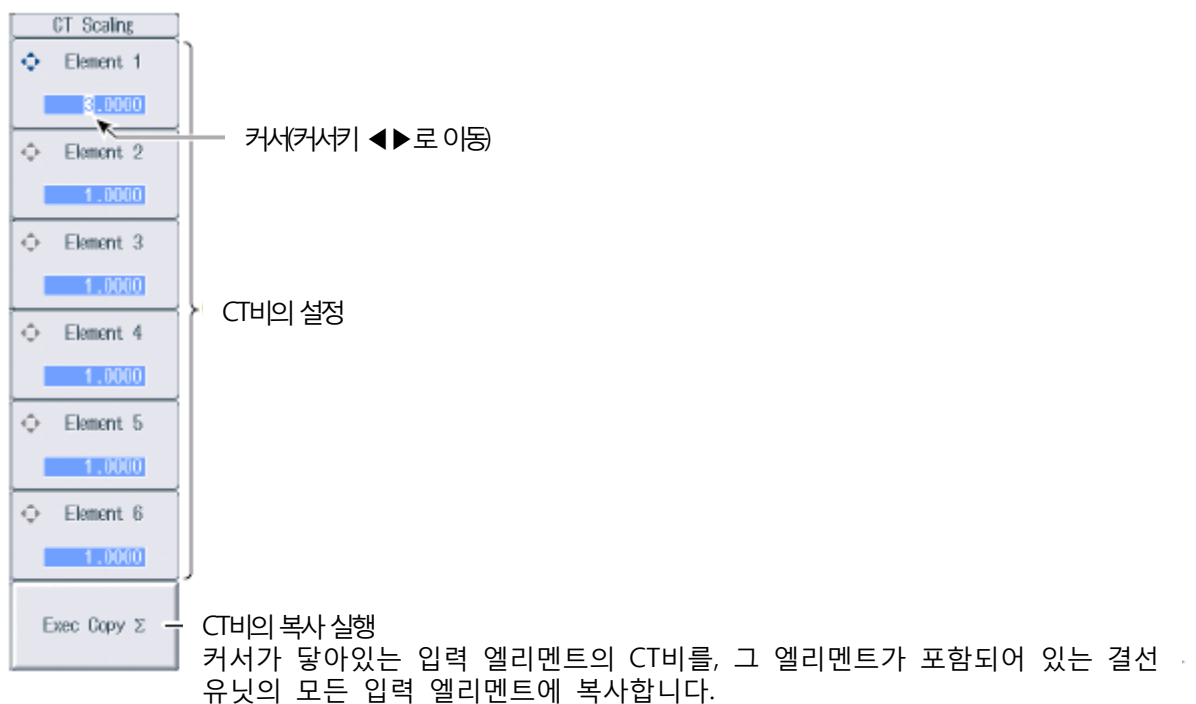 CT Scaling
Element 1
3.0000
커서(커서키 ◀▶로 이동)
Element 2
1.0000
Element 3
1.0000
CT비의 설정
Element 4
1.0000
Element 5
1.0000
Element 6
1.0000
Exec Copy Σ
CT비의 복사 실행
커서가 닿아있는 입력 엘리멘트의 CT비를, 그 엘리멘트가 포함되어 있는 결선
유닛의 모든 입력 엘리멘트에 복사합니다.